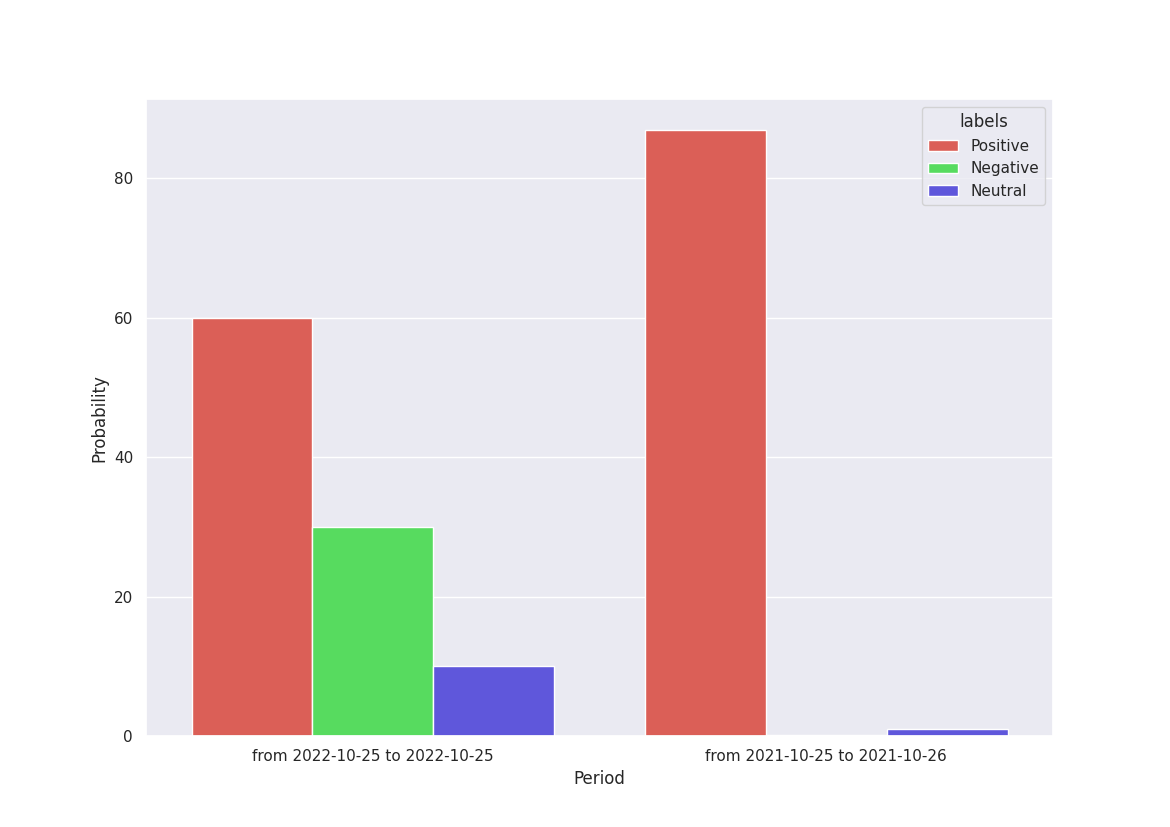 labels
Positive
Negative
Neutral
80
60
40
20
0
Probability
from 2022-10-25 to 2022-10-25
from 2021-10-25 to 2021-10-26
Period